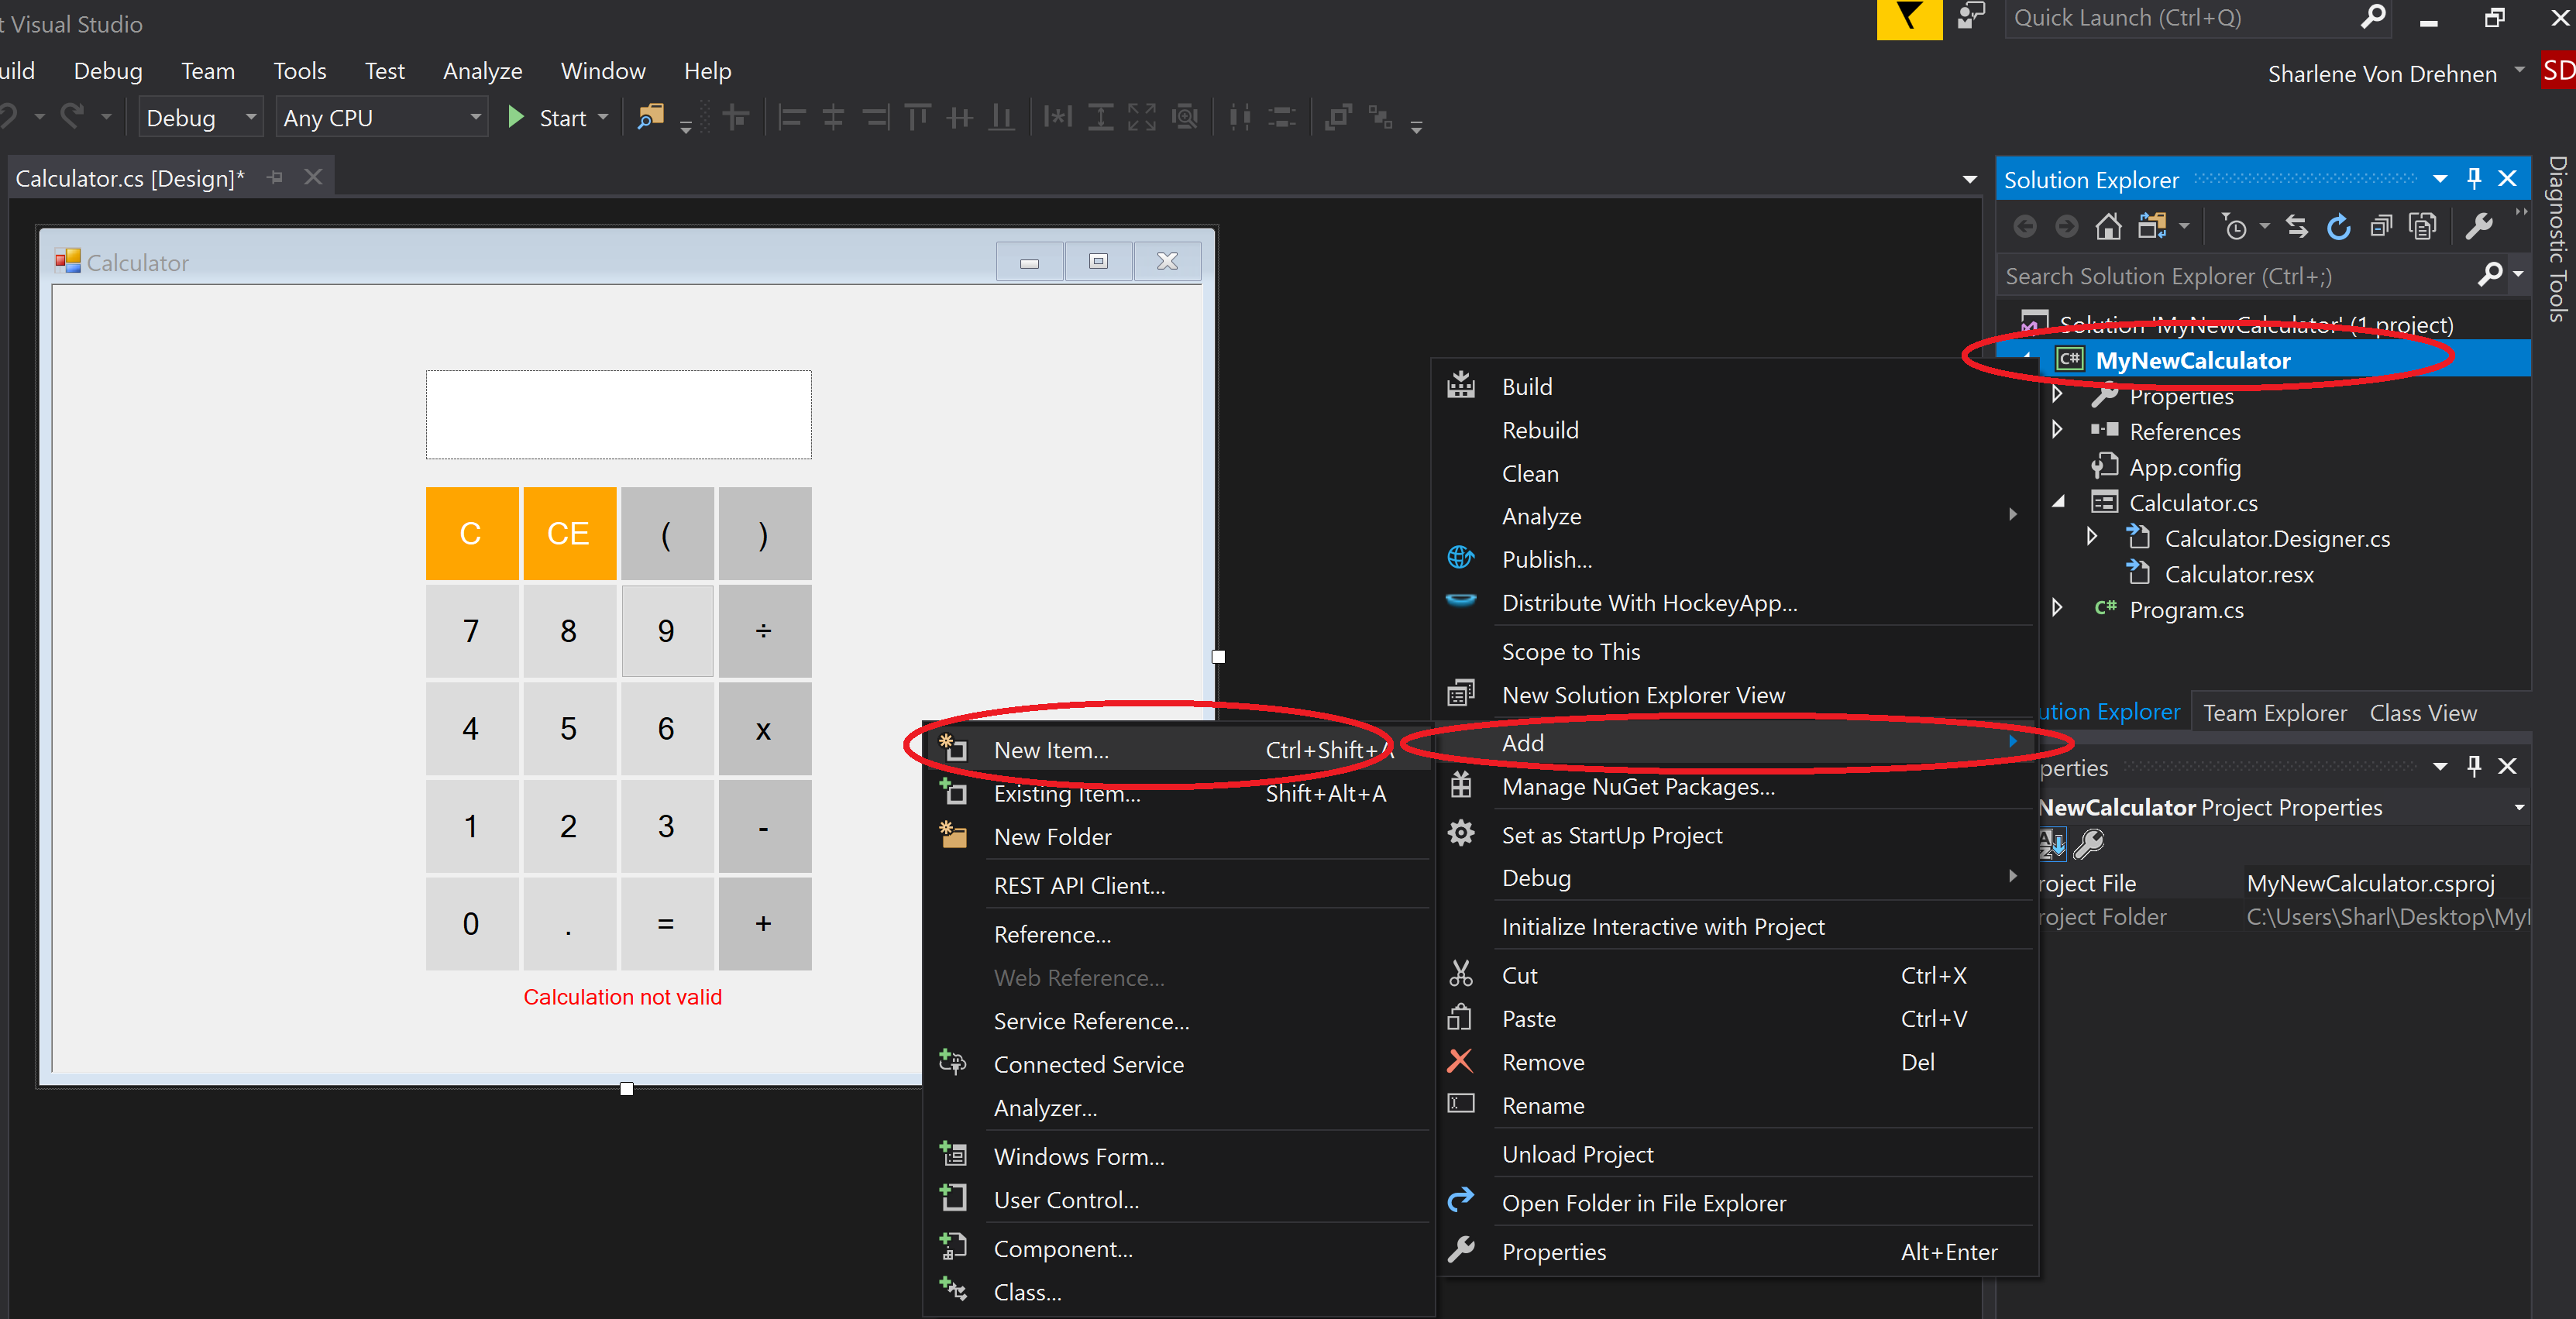 t Visual Studio
Quick Launch (Ctrl+Q)
uild Debug Team Tools Test Analyze Window Help
Sharlene Von Drehnen SD
Debug Any CPU Start
Calculator.cs [Design]*
Calculator
C CE ( )
7 8 9 ÷
4 5 6 x
1 2 3 -
0 . = +
Calculation not valid
New Item... Ctrl+Shift+A
Existing Item... Shift+Alt+A
New Folder
REST API Client...
Reference...
Web Reference...
Service Reference...
Connected Service
Analyzer...
Windows Form...
User Control...
Component...
Class...
Build
Rebuild
Clean
Analyze
Publish...
Distribute With HockeyApp...
Scope to This
New Solution Explorer View
Add
Manage NuGet Packages...
Set as StartUp Project
Debug
Initialize Interactive with Project
Cut Ctrl+X
Paste Ctrl+V
Remove Del
Rename
Unload Project
Open Folder in File Explorer
Properties Alt+Enter
Solution Explorer
Search Solution Explorer (Ctrl+;)
Solution 'MyNewCalculator' (1 project)
C# MyNewCalculator
Properties
References
App.config
Calculator.cs
Calculator.Designer.cs
Calculator.resx
C# Program.cs
ution Explorer Team Explorer Class View
perties
NewCalculator Project Properties
roject File MyNewCalculator.csproj
roject Folder C:\Users\Sharl\Desktop\MyI
Diagnostic Tools